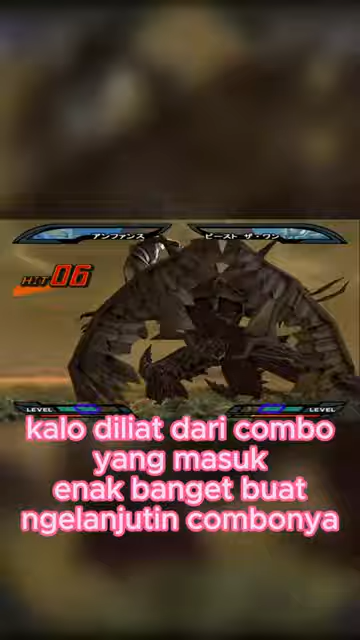 アンファンス
ビースト ザ・ワン
HIT 06
LEVEL
LEVEL
kalo diliat dari combo
yang masuk
enak banget buat
ngelanjutin combonya